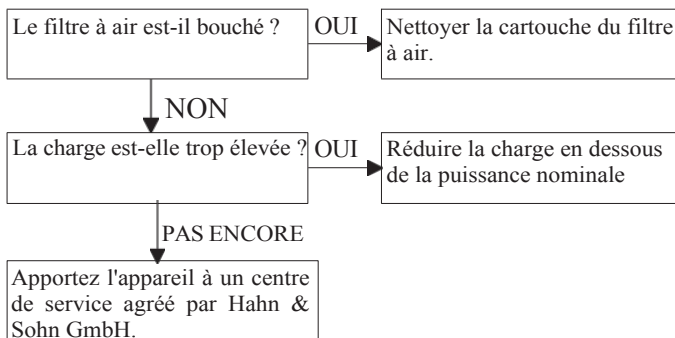 Le filtre à air est-il bouché ?
OUI
Nettoyer la cartouche du filtre
à air.
NON
La charge est-elle trop élevée ?
OUI
Réduire la charge en dessous
de la puissance nominale
PAS ENCORE
Apportez l'appareil à un centre
de service agréé par Hahn &
Sohn GmbH.